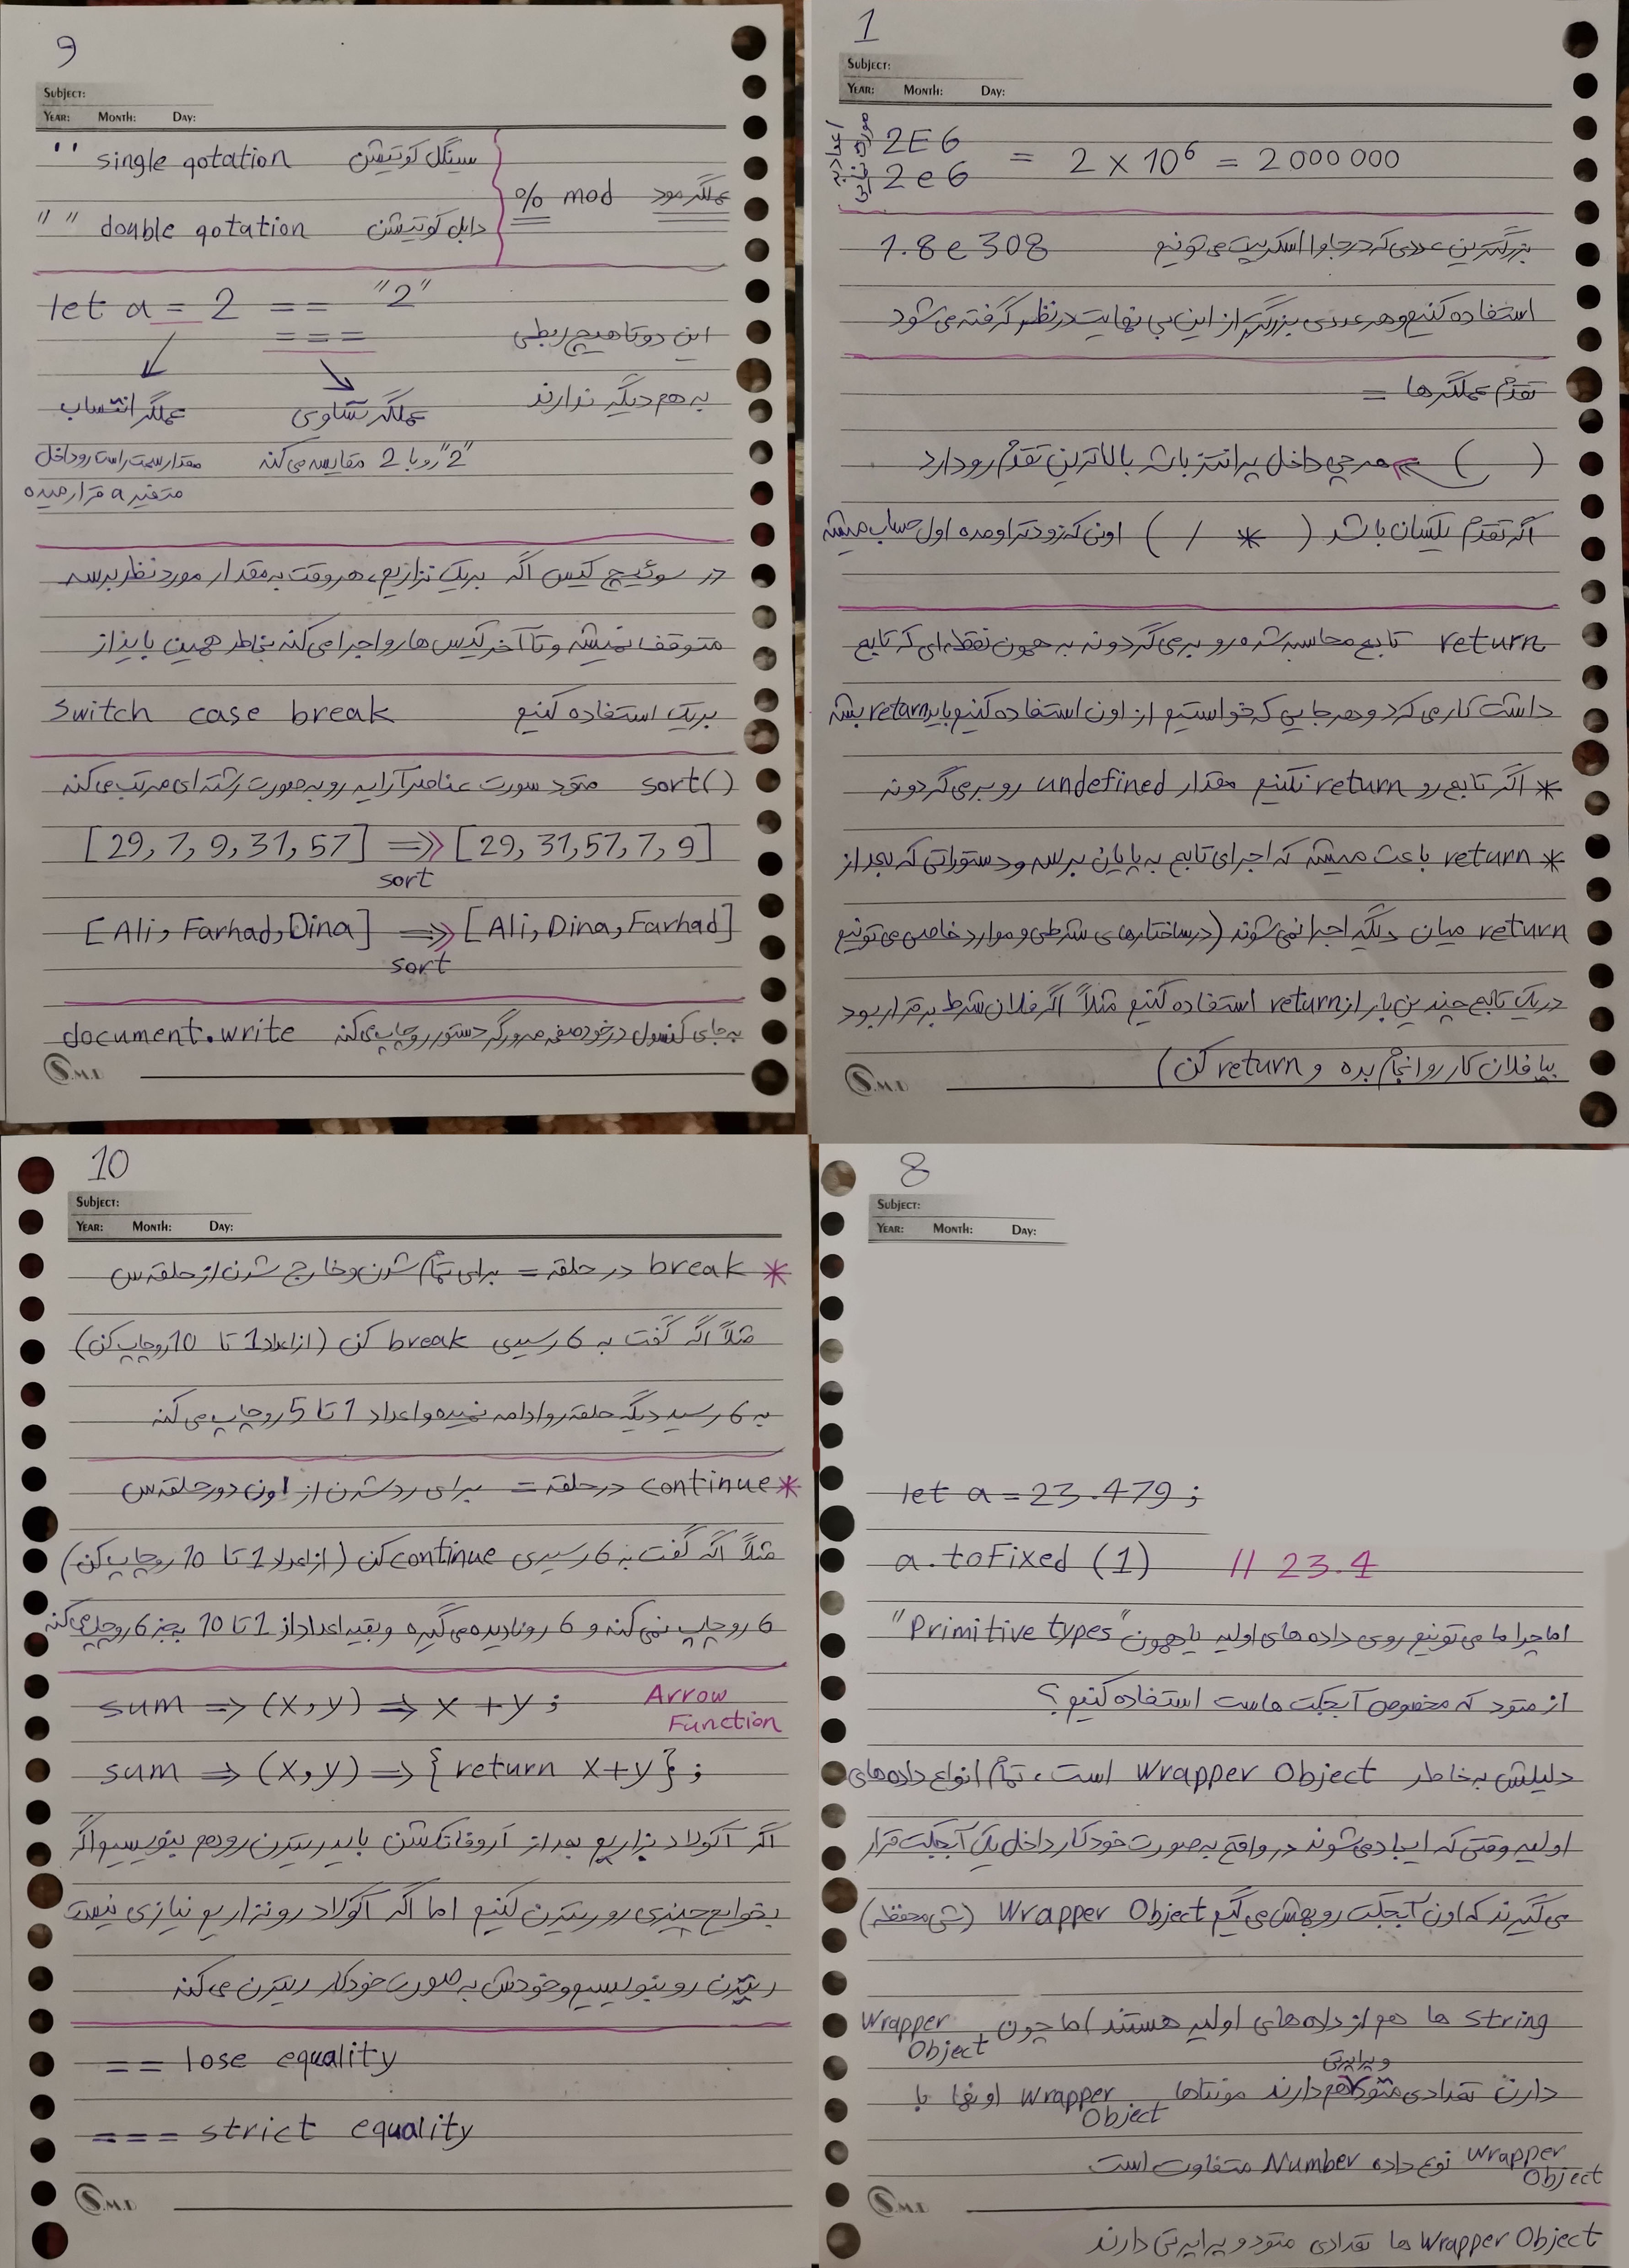 9
Subject:
Year: Month: Day:
' ' single qotation سینگل کوتیشن
" " double qotation دابل کوتیشن
% mod عملگر مود
let a = 2 == "2"
===
این دوتا هیچ ربطی
به هم دیگه ندارند
عملگر انتساب
عملگر تساوی
مقدار سمت راست رو داخل
متغیر a قرار میده
"2" رو با 2 مقایسه می کنه
در سوئیچ کیس اگه بریک نزاریم، هر وقت به مقدار مورد نظر برسه
متوقف نمیشه و تا آخر کیس ها رو اجرا می کنه بخاطر همین باید از
بریک استفاده کنیم switch case break
sort() متود سورت عناصر آرایه رو به صورت رشته ای مرتب می کنه
[29, 7, 9, 31, 57] => [29, 31, 57, 7, 9]
sort
[Ali, Farhad, Dina] => [Ali, Dina, Farhad]
sort
document.write به جای کنسول در خود صفحه مرورگر دستور رو چاپ می کنه
S.M.D
1
Subject:
Year: Month: Day:
اعداد به صورت نمایی
2E6
2e6
= 2 × 10⁶ = 2 000 000
بزرگترین عددی که در جاوا اسکریپت می تونیم 1.8e308
استفاده کنیم و هر عددی بزرگتر از این بی نهایت در نظر گرفته می شود
تقدم عملگرها =
( ) => هر چی داخل پرانتز باشه بالاترین تقدم رو دارد
اگه تقدم یکسان باشد ( * / ) اونی که زودتر اومده اول حساب میشه
return تابع محاسبه شده رو بر می گردونه به همون نقطه ای که تابع
داشت کار می کرد و هر جایی که خواستیم از اون استفاده کنیم باید return بشه
* اگر تابع رو return نکنیم مقدار undefined رو بر می گردونه
* return باعث میشه که اجرای تابع به پایان برسه و دستوراتی که بعد از
return میان دیگه اجرا نمی شوند (در ساختارهای شرطی و موارد خاصی می تونیم
در یک تابع چندین بار از return استفاده کنیم مثلاً اگر فلان شرط برقرار بود
بیا فلان کار رو انجام بده و return کن)
S.M.D
10
Subject:
Year: Month: Day:
* break در حلقه = برای تمام شدن و خارج شدن از حلقه س
مثلاً اگه گفت به 6 رسیدی break کن (از اعداد 1 تا 10 رو چاپ کن)
به 6 رسید دیگه حلقه رو ادامه نمیده و اعداد 1 تا 5 رو چاپ می کنه
* continue در حلقه = برای رد شدن از اون دور حلقه س
مثلاً اگه گفت به 6 رسیدی continue کن (از اعداد 1 تا 10 رو چاپ کن)
6 رو چاپ نمی کنه و 6 رو نادیده می گیره و بقیه اعداد از 1 تا 10 بجز 6 رو چاپ می کنه
sum => (x, y) => x + y ; Arrow
Function
sum => (x, y) => { return x+y } ;
اگر آکولاد بزاریم بعد از آروفانکشن باید ریترن رو هم بنویسیم اگر
بخوایم چیزی رو ریترن کنیم اما اگر آکولاد رو نزاریم نیازی نیست
ریترن رو بنویسیم و خودش به صورت خودکار ریترن می کنه
== lose equality
=== strict equality
S.M.D
8
Subject:
Year: Month: Day:
let a = 23.479 ;
a.toFixed (1) // 23.4
اما چرا ما می تونیم روی داده های اولیه یا همون "Primitive types"
از متود که مخصوص آبجکت هاست استفاده کنیم؟
دلیلش به خاطر Wrapper Object است، تمام انواع داده های
اولیه وقتی که ایجاد می شوند در واقع به صورت خودکار داخل یک آبجکت قرار
می گیرند که اون آبجکت رو بهش می گیم Wrapper Object (شی محفظه)
String ها هم از داده های اولیه هستند اما چون Wrapper Object
دارن تعدادی متود و پراپرتی هم دارند Wrapper Object اونها با
Wrapper Object نوع داده Number متفاوت است
S.M.D
Wrapper Object ها تعدادی متود و پراپرتی دارند